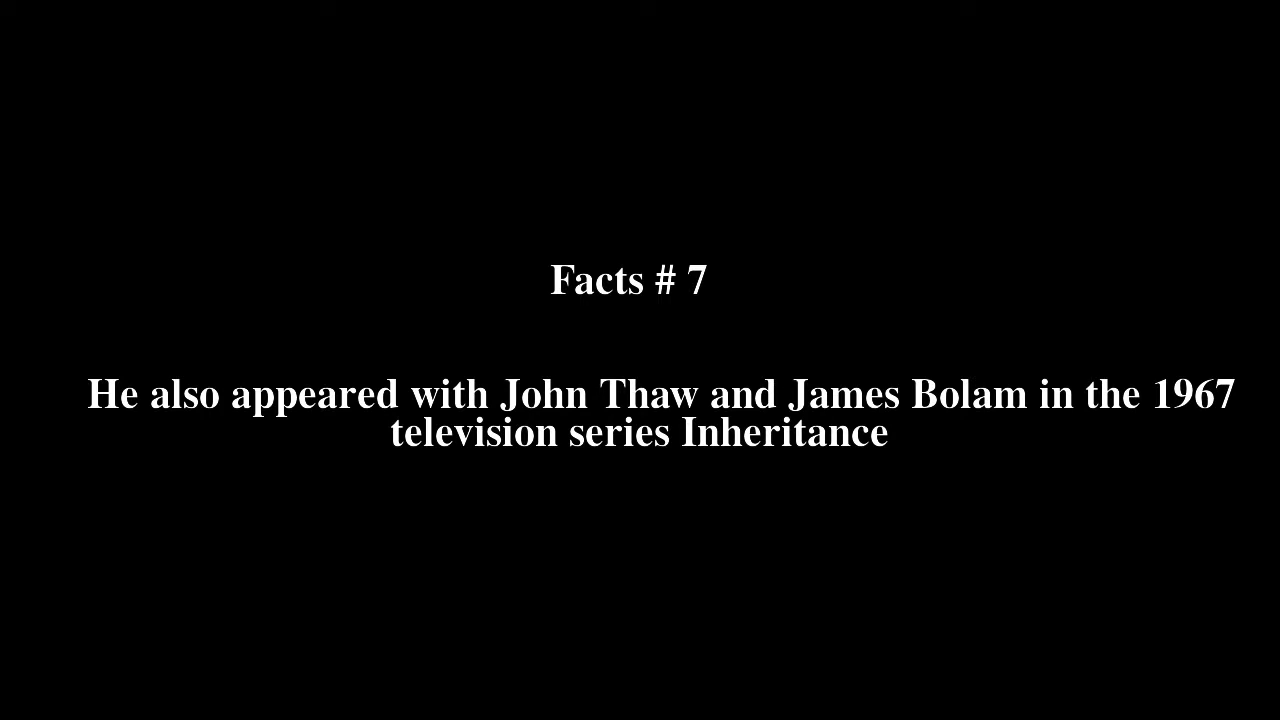 Facts # 7
He also appeared with John Thaw and James Bolam in the 1967
television series Inheritance